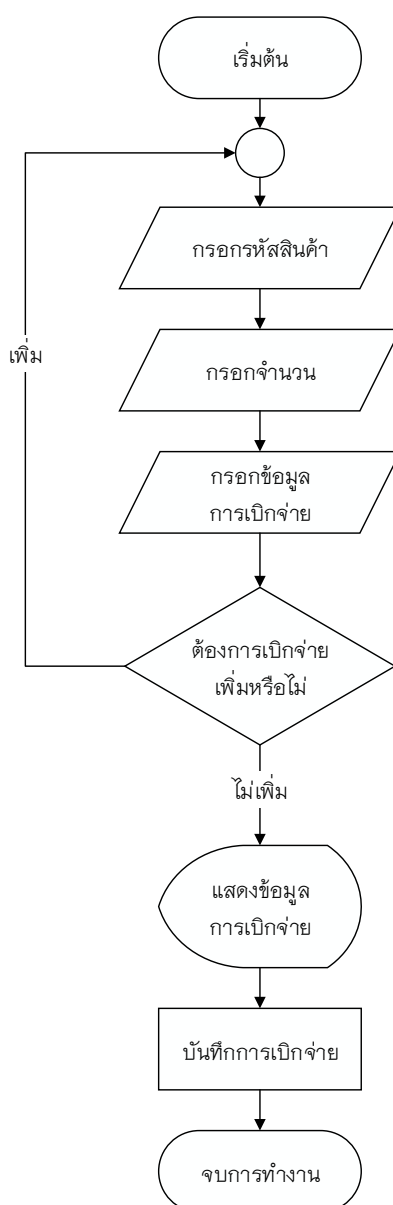 เริ่มต้น
กรอกรหัสสินค้า
เพิ่ม
กรอกจำนวน
กรอกข้อมูล
การเบิกจ่าย
ต้องการเบิกจ่าย
เพิ่มหรือไม่
ไม่เพิ่ม
แสดงข้อมูล
การเบิกจ่าย
บันทึกการเบิกจ่าย
จบการทำงาน